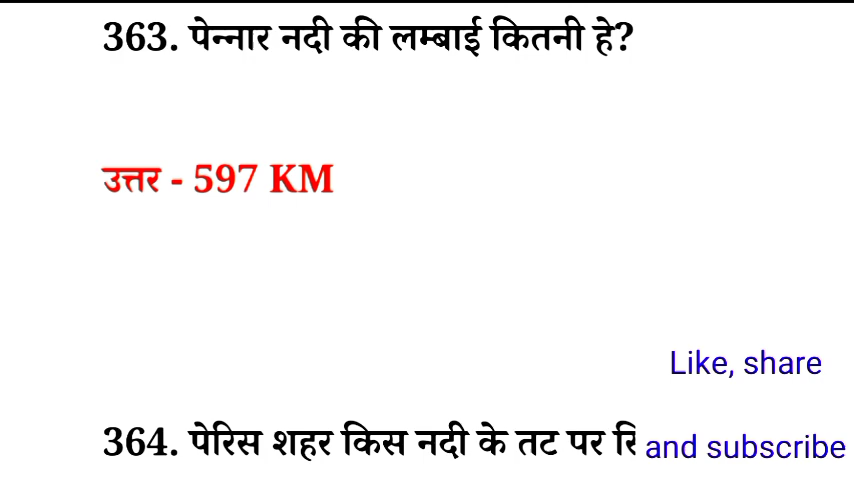 363. पेन्नार नदी की लम्बाई कितनी हे?
उत्तर - 597 KM
Like, share
364. पेरिस शहर किस नदी के तट पर
and subscribe